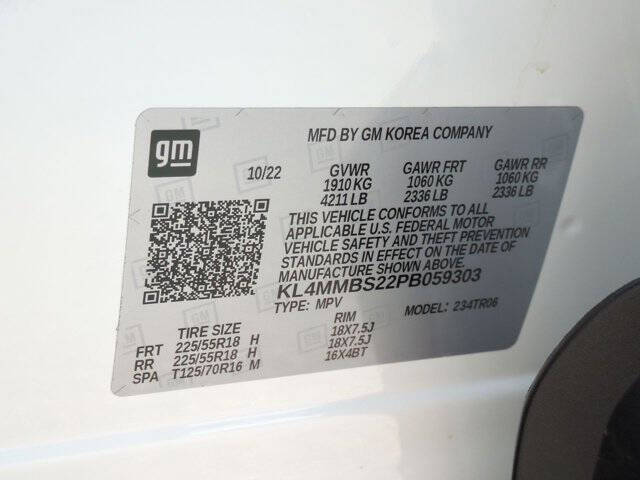 gm
MFD BY GM KOREA COMPANY
10/22 GVWR GAWR FRT GAWR RR
1910 KG 1060 KG 1060 KG
4211 LB 2336 LB 2336 LB
THIS VEHICLE CONFORMS TO ALL
APPLICABLE U.S. FEDERAL MOTOR
VEHICLE SAFETY AND THEFT PREVENTION
STANDARDS IN EFFECT ON THE DATE OF
MANUFACTURE SHOWN ABOVE.
KL4MMBS22PB059303
TYPE: MPV MODEL: 234TR06
TIRE SIZE RIM
FRT 225/55R18 H 18X7.5J
RR 225/55R18 H 18X7.5J
SPA T125/70R16 M 16X4BT